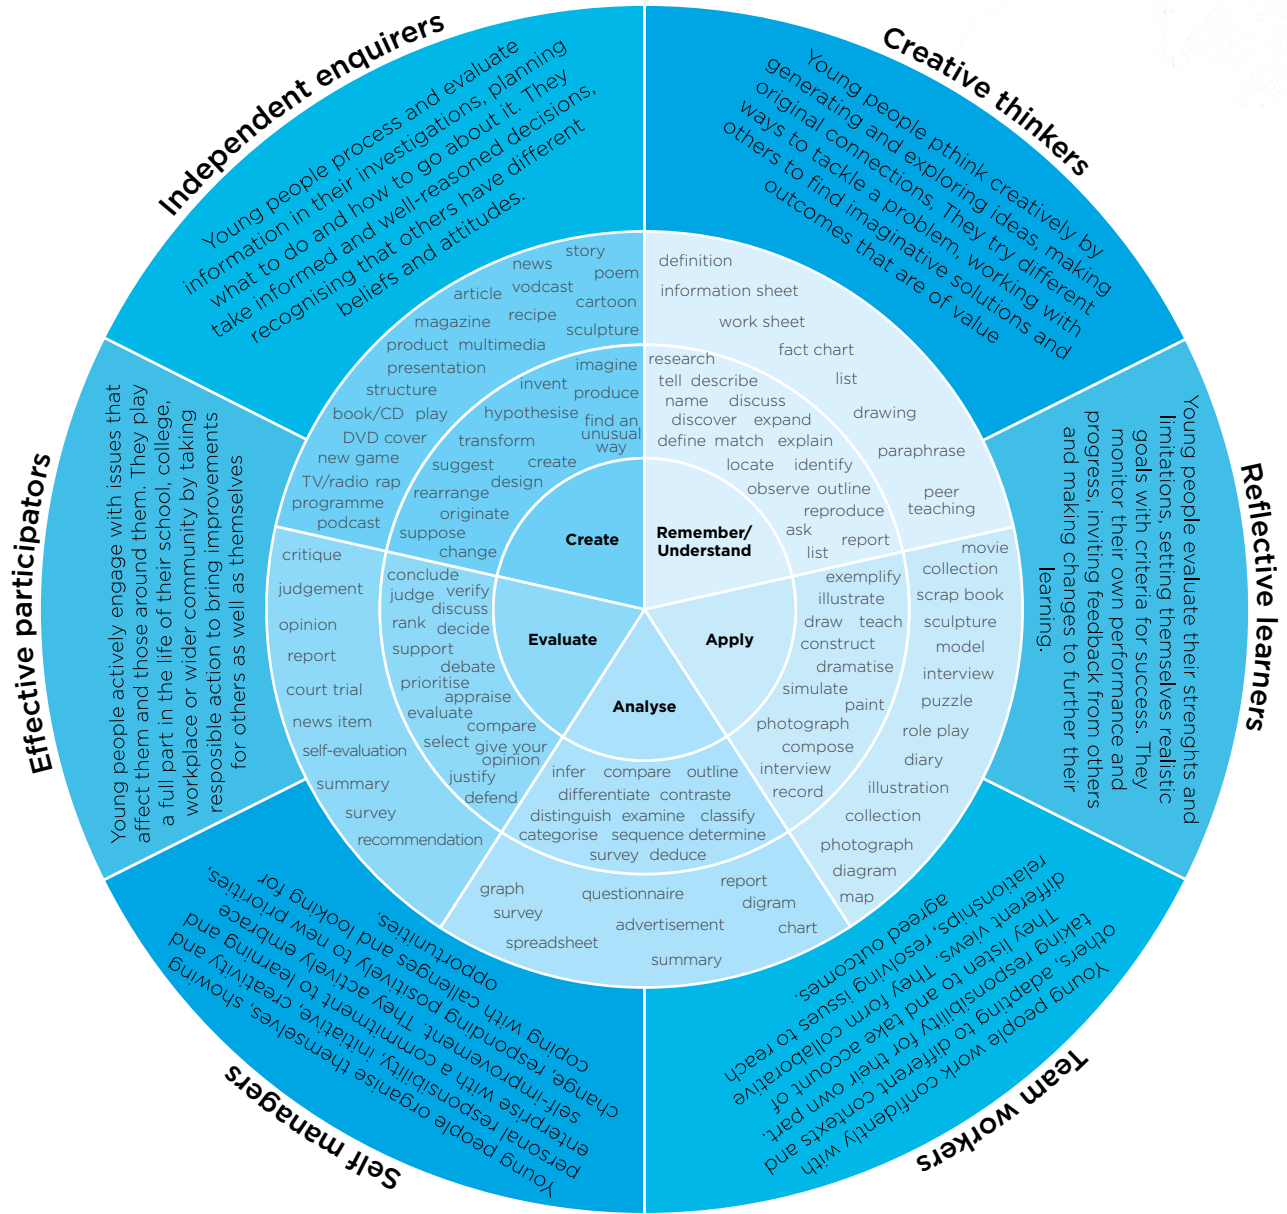 Independent enquirers
Young people process and evaluate
information in their investigations, planning
what to do and how to go about it. They
take informed and well-reasoned decisions,
recognising that others have different
beliefs and attitudes.
Creative thinkers
Young people pthink creatively by
generating and exploring ideas, making
original connections. They try different
ways to tackle a problem, working with
others to find imaginative solutions and
outcomes that are of value
Reflective learners
Young people evaluate their strenghts and
limitations, setting themselves realistic
goals with criteria for success. They
monitor their own performance and
progress, inviting feedback from others
and making changes to further their
learning.
Team workers
Young people work confidently with
others, adapting to different contexts and
taking responsibility for their own part.
They listen to and take account of
different views. They form collaborative
relationships, resolving issues to reach
agreed outcomes.
Self managers
Young people organise themselves, showing
personal responsibility, initiative, creativity and
enterprise with a commitment to learning and
self-improvement. They actively embrace
change, responding positively to new priorities,
coping with callenges and looking for
opportunities.
Effective participators
Young people actively engage with issues that
affect them and those around them. They play
a full part in the life of their school, college,
workplace or wider community by taking
resposible action to bring improvements
for others as well as themselves
story
news
poem
vodcast
article
cartoon
recipe
magazine
sculpture
product multimedia
presentation
structure
book/CD play
DVD cover
new game
TV/radio rap
programme
podcast
imagine
invent
produce
hypothesise
find an
unusual
way
transform
create
suggest
design
rearrange
originate
suppose
change
Create
definition
information sheet
work sheet
fact chart
list
drawing
paraphrase
peer
teaching
research
tell describe
name discuss
discover expand
define match explain
locate identify
observe outline
reproduce
ask
report
list
Remember/
Understand
movie
collection
scrap book
sculpture
model
interview
puzzle
role play
diary
illustration
collection
photograph
diagram
map
exemplify
illustrate
draw teach
construct
dramatise
simulate
paint
photograph
compose
interview
record
Apply
Analyse
infer compare outline
differentiate contraste
distinguish examine classify
categorise sequence determine
survey deduce
graph
questionnaire
report
survey
digram
advertisement
chart
spreadsheet
summary
Evaluate
conclude
judge verify
discuss
rank decide
support
debate
prioritise
appraise
evaluate
compare
select
give your
opinion
justify
defend
critique
judgement
opinion
report
court trial
news item
self-evaluation
summary
survey
recommendation